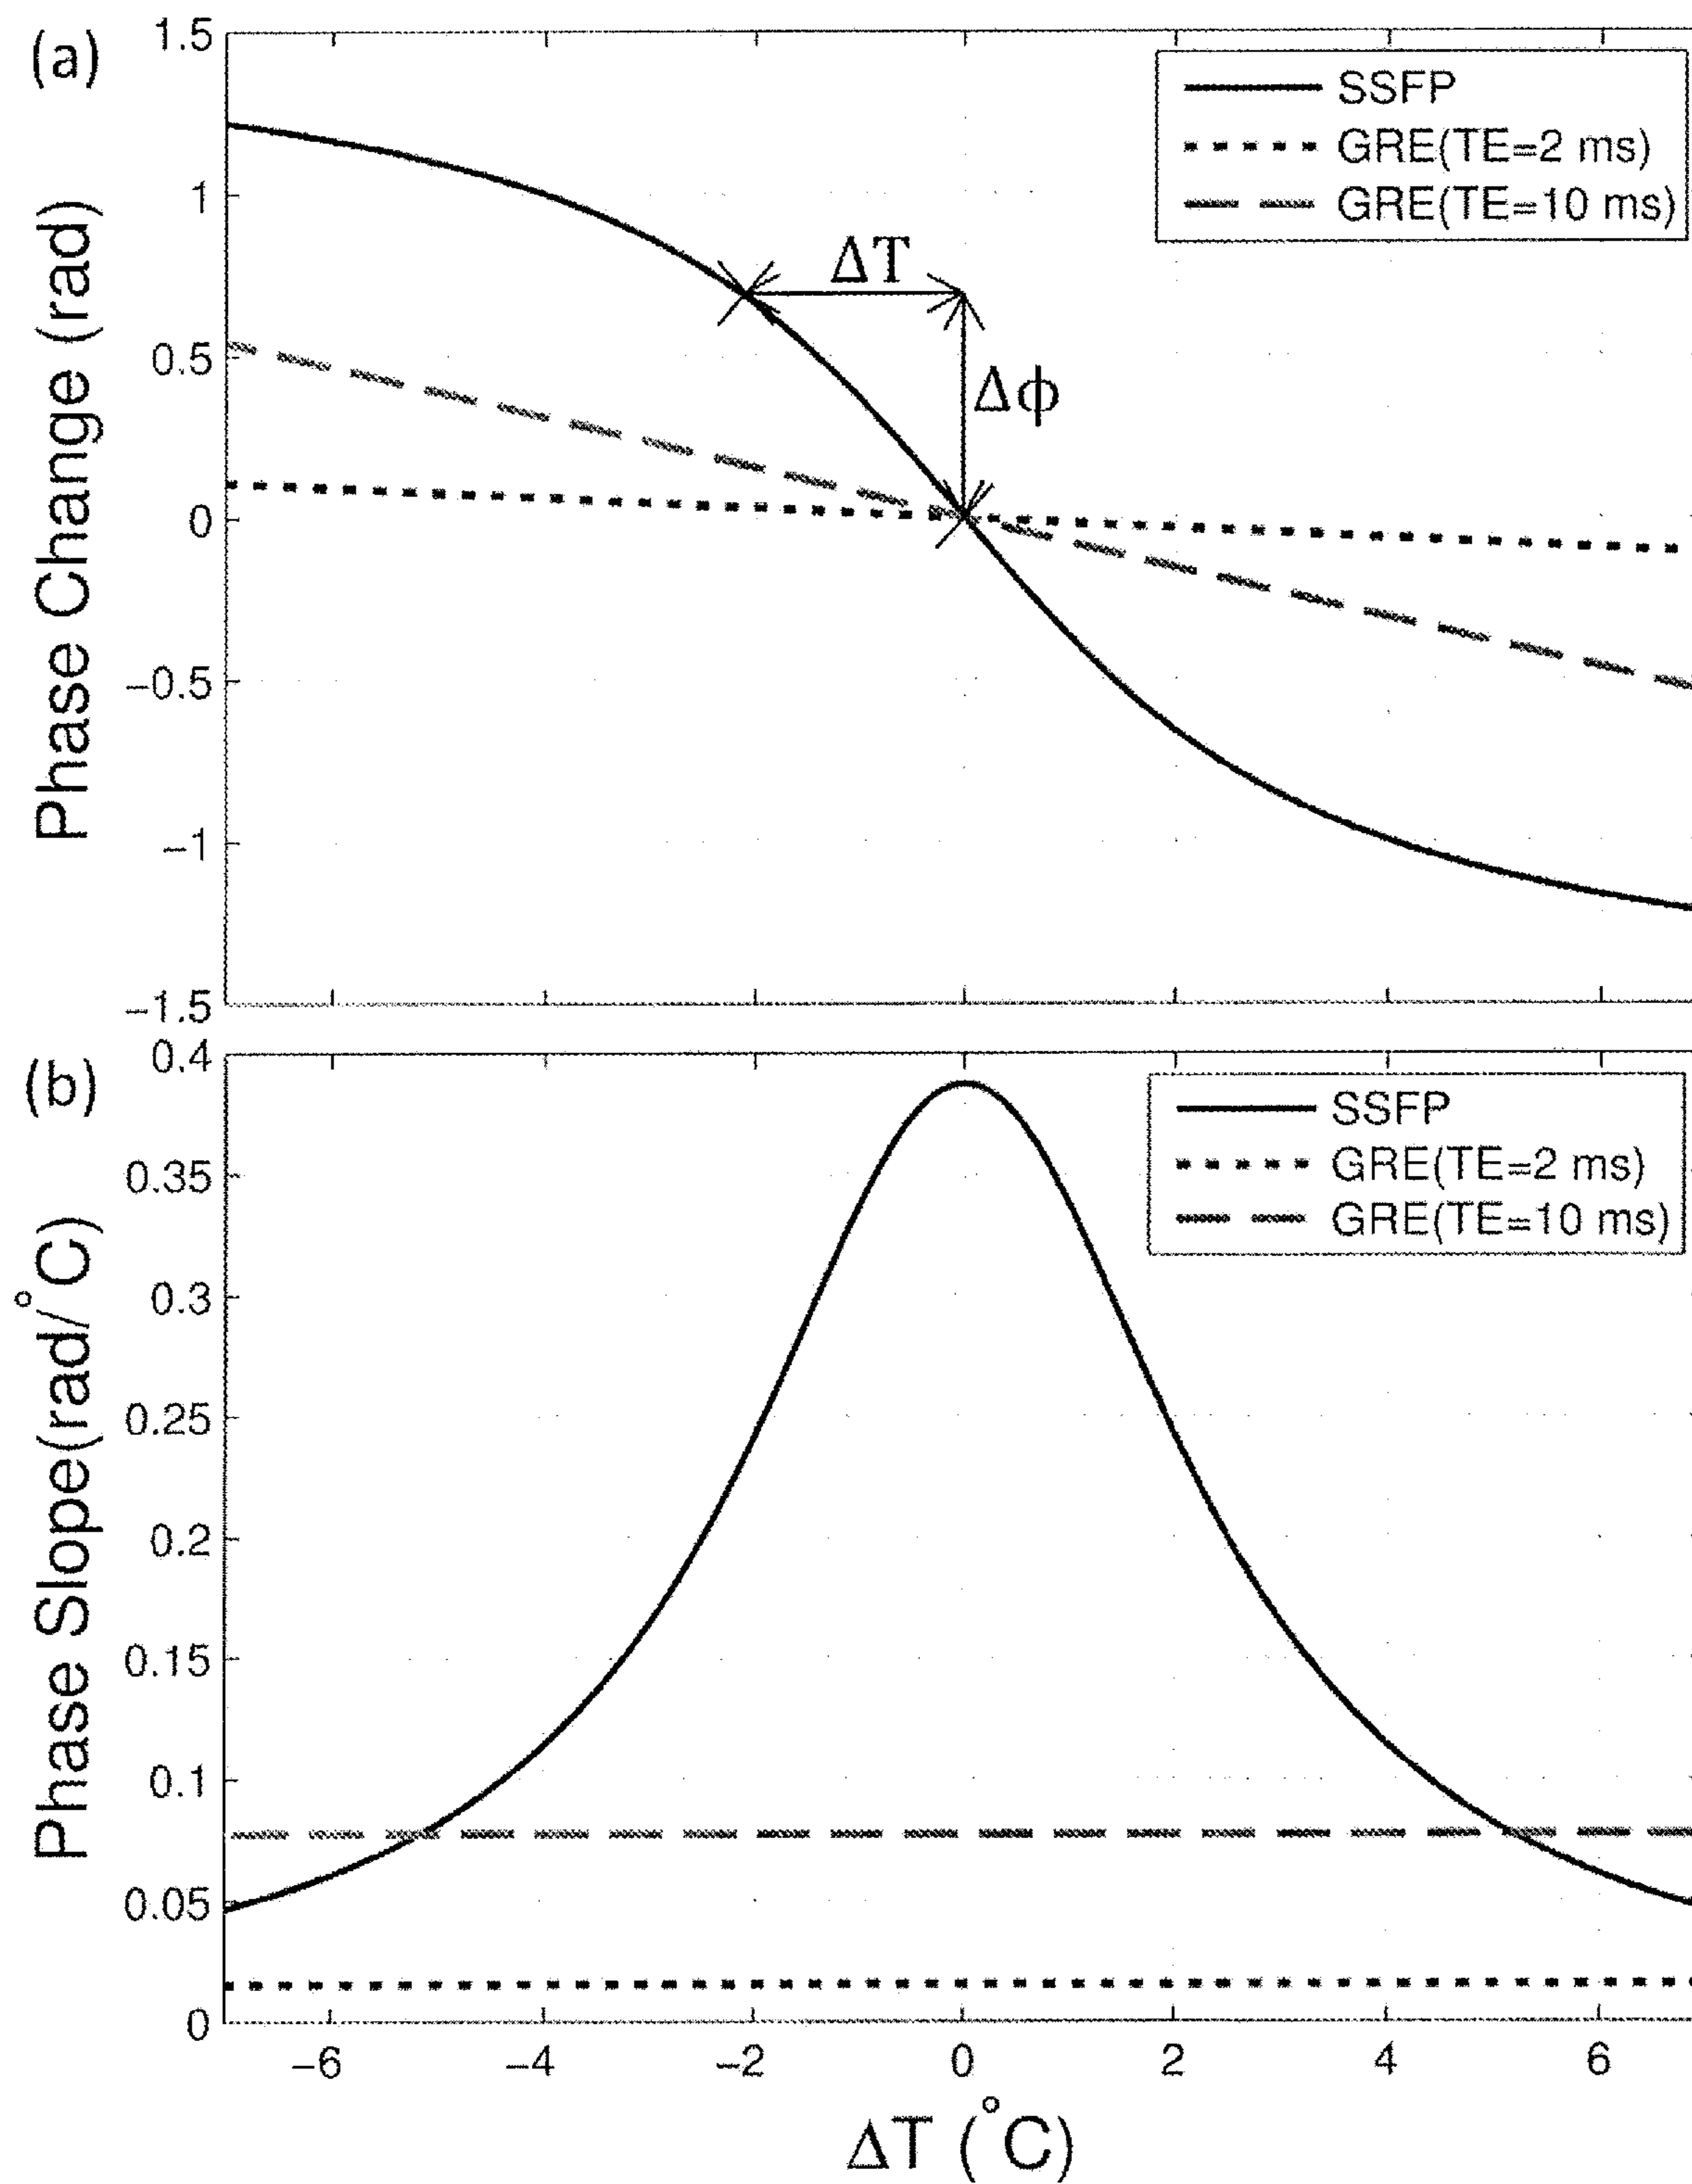 (a)
Phase Change (rad)
1.5
1
0.5
0
−0.5
−1
−1.5
SSFP
GRE(TE=2 ms)
GRE(TE=10 ms)
ΔT
Δϕ
(b)
Phase Slope(rad/°C)
0.4
0.35
0.3
0.25
0.2
0.15
0.1
0.05
0
SSFP
GRE(TE=2 ms)
GRE(TE=10 ms)
−6 −4 −2 0 2 4 6
ΔT (°C)